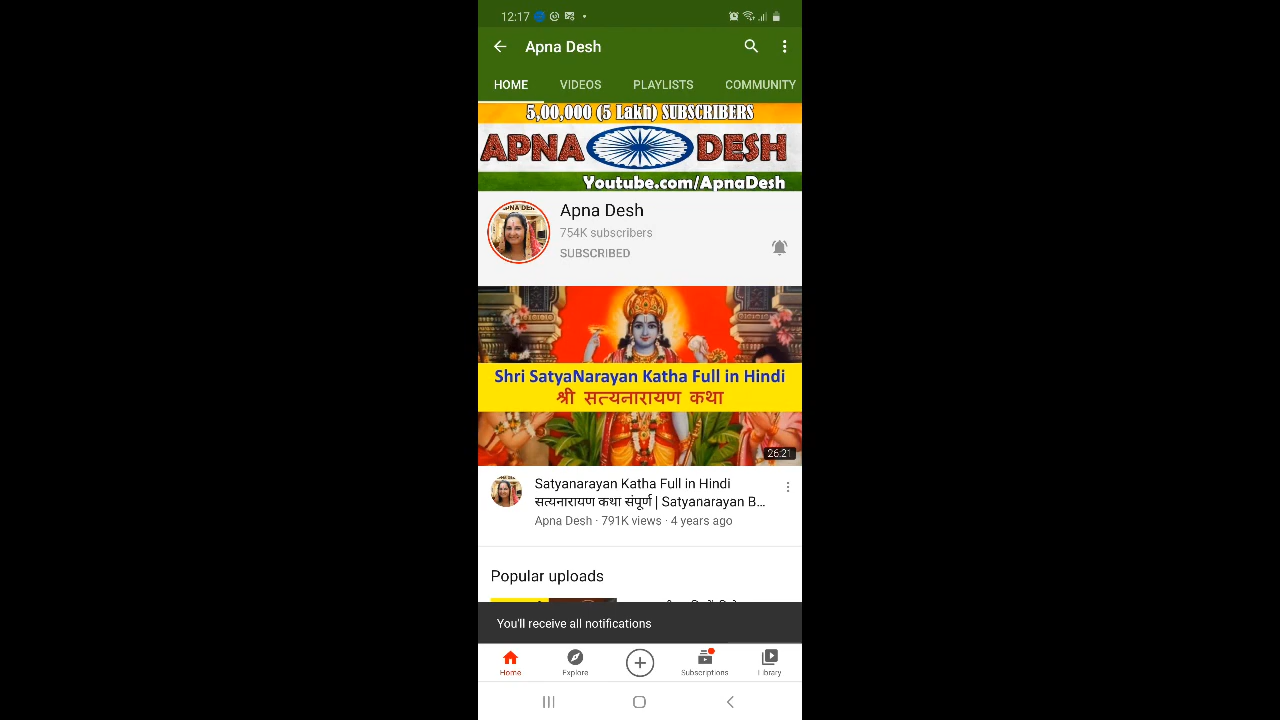 12:17
Apna Desh
HOME VIDEOS PLAYLISTS COMMUNITY
5,00,000 (5 Lakh) SUBSCRIBERS
APNA DESH
Youtube.com/ApnaDesh
Apna Desh
754K subscribers
SUBSCRIBED
Shri SatyaNarayan Katha Full in Hindi
श्री सत्यनारायण कथा
26:21
Satyanarayan Katha Full in Hindi
सत्यनारायण कथा संपूर्ण | Satyanarayan B...
Apna Desh · 791K views · 4 years ago
Popular uploads
You'll receive all notifications
Home Explore Subscriptions Library